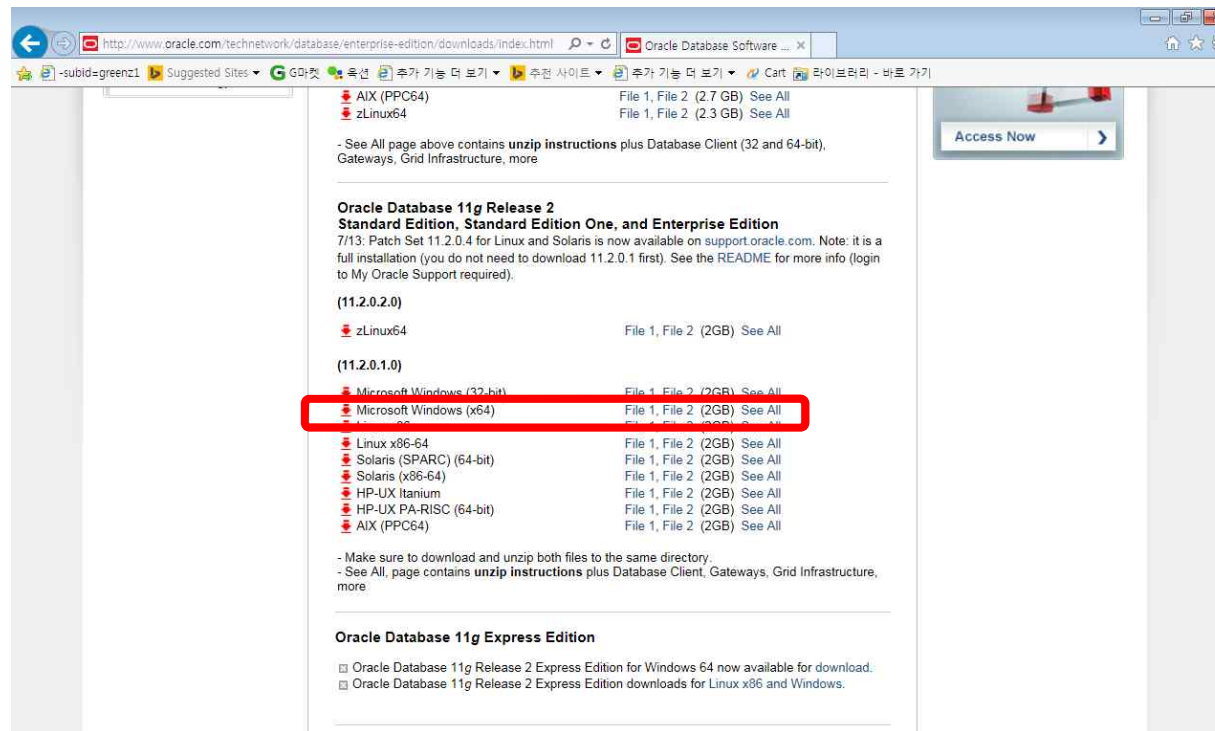 http://www.oracle.com/technetwork/database/enterprise-edition/downloads/index.html
Oracle Database Software ...
-subid=greenz1 Suggested Sites G마켓 옥션 추가 기능 더 보기 추천 사이트 추가 기능 더 보기 Cart 라이브러리 - 바로 가기
AIX (PPC64) File 1, File 2 (2.7 GB) See All
zLinux64 File 1, File 2 (2.3 GB) See All
- See All page above contains unzip instructions plus Database Client (32 and 64-bit),
Gateways, Grid Infrastructure, more
Access Now
Oracle Database 11g Release 2
Standard Edition, Standard Edition One, and Enterprise Edition
7/13: Patch Set 11.2.0.4 for Linux and Solaris is now available on support.oracle.com. Note: it is a
full installation (you do not need to download 11.2.0.1 first). See the README for more info (login
to My Oracle Support required).
(11.2.0.2.0)
zLinux64 File 1, File 2 (2GB) See All
(11.2.0.1.0)
Microsoft Windows (32-bit) File 1, File 2 (2GB) See All
Microsoft Windows (x64) File 1, File 2 (2GB) See All
File 1, File 2 (2GB) See All
Linux x86-64 File 1, File 2 (2GB) See All
Solaris (SPARC) (64-bit) File 1, File 2 (2GB) See All
Solaris (x86-64) File 1, File 2 (2GB) See All
HP-UX Itanium File 1, File 2 (2GB) See All
HP-UX PA-RISC (64-bit) File 1, File 2 (2GB) See All
AIX (PPC64) File 1, File 2 (2GB) See All
- Make sure to download and unzip both files to the same directory.
- See All, page contains unzip instructions plus Database Client, Gateways, Grid Infrastructure,
more
Oracle Database 11g Express Edition
Oracle Database 11g Release 2 Express Edition for Windows 64 now available for download.
Oracle Database 11g Release 2 Express Edition downloads for Linux x86 and Windows.